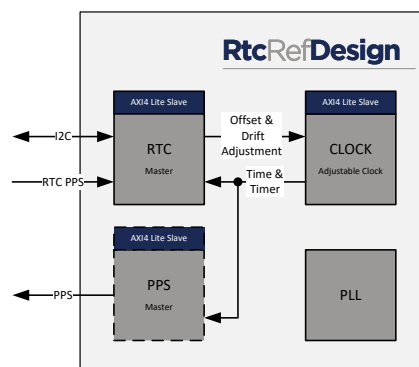 RtcRefDesign
AXI4 Lite Slave
RTC
Master
I2C
RTC PPS
Offset &
Drift
Adjustment
Time &
Timer
AXI4 Lite Slave
CLOCK
Adjustable Clock
AXI4 Lite Slave
PPS
Master
PPS
PLL